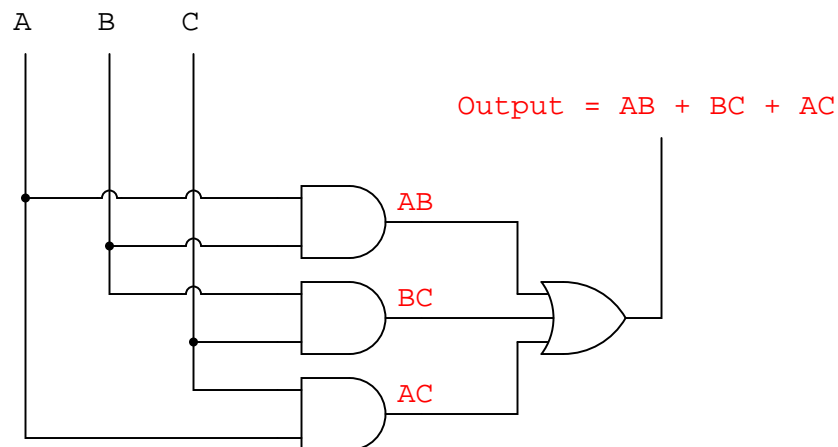 A B C
Output = AB + BC + AC
AB
BC
AC